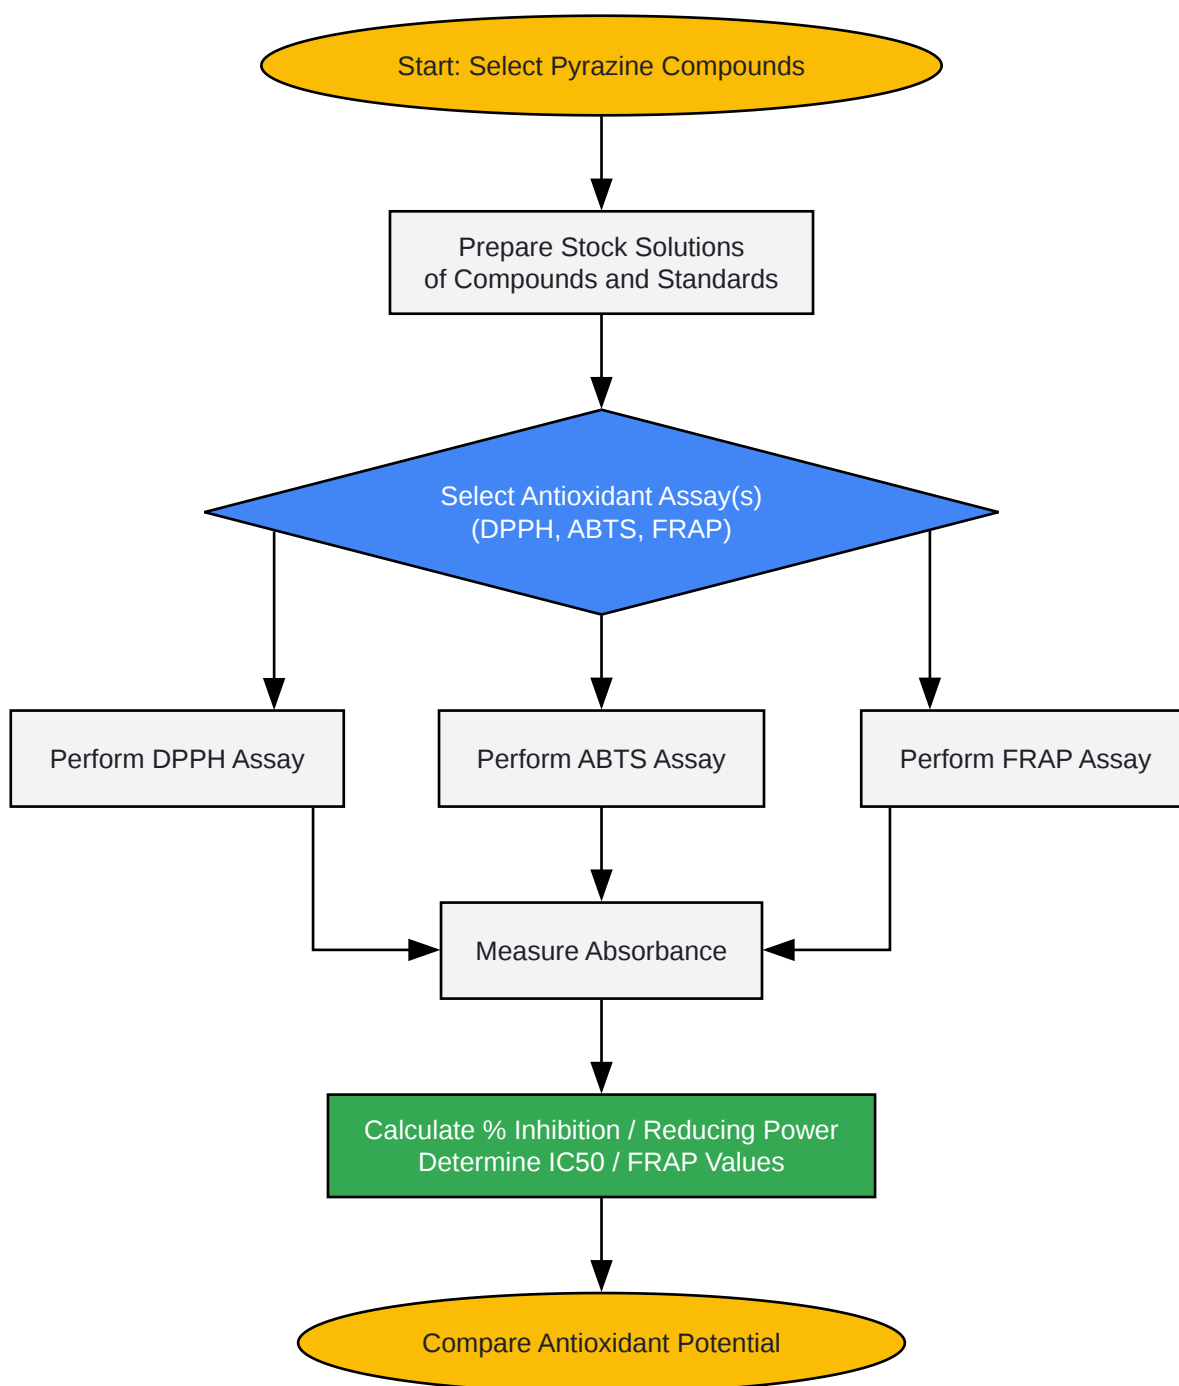 Start: Select Pyrazine Compounds
Prepare Stock Solutions
of Compounds and Standards
Select Antioxidant Assay(s)
(DPPH, ABTS, FRAP)
Perform DPPH Assay
Perform ABTS Assay
Perform FRAP Assay
Measure Absorbance
Calculate % Inhibition / Reducing Power
Determine IC50 / FRAP Values
Compare Antioxidant Potential